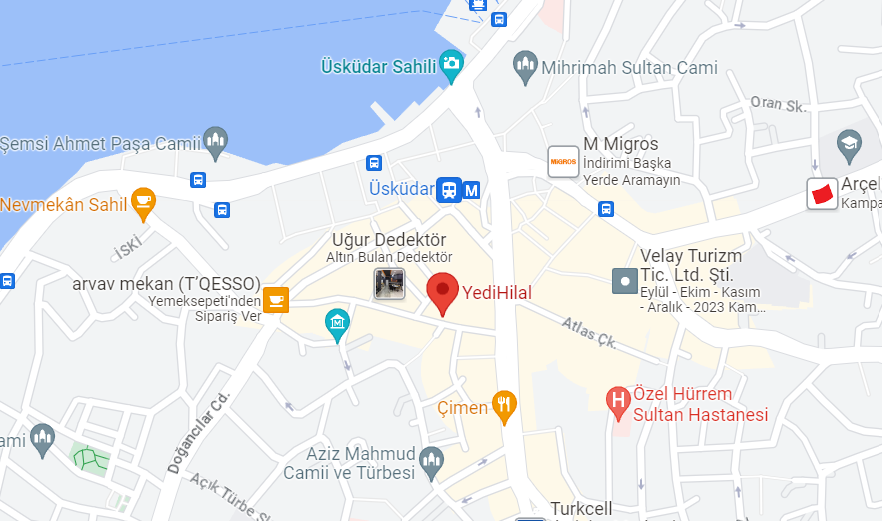 Üsküdar Sahili
Mihrimah Sultan Cami
Oran Sk.
Şemsi Ahmet Paşa Camii
M Migros
MIGROS
İndirimi Başka
Yerde Aramayın
Üsküdar
M
Arçel
Kampa
Nevmekân Sahil
İSKİ
Uğur Dedektör
Altın Bulan Dedektör
Velay Turizm
Tic. Ltd. Şti.
Eylül - Ekim - Kasım
- Aralık - 2023 Kam...
arvav mekan (T'QESSO)
Yemeksepeti'nden
Sipariş Ver
YediHilal
Atlas Çk.
Çimen
H
Özel Hürrem
Sultan Hastanesi
Doğancılar Cd.
ami
Aziz Mahmud
Camii ve Türbesi
Açık Türbe S
Turkcell